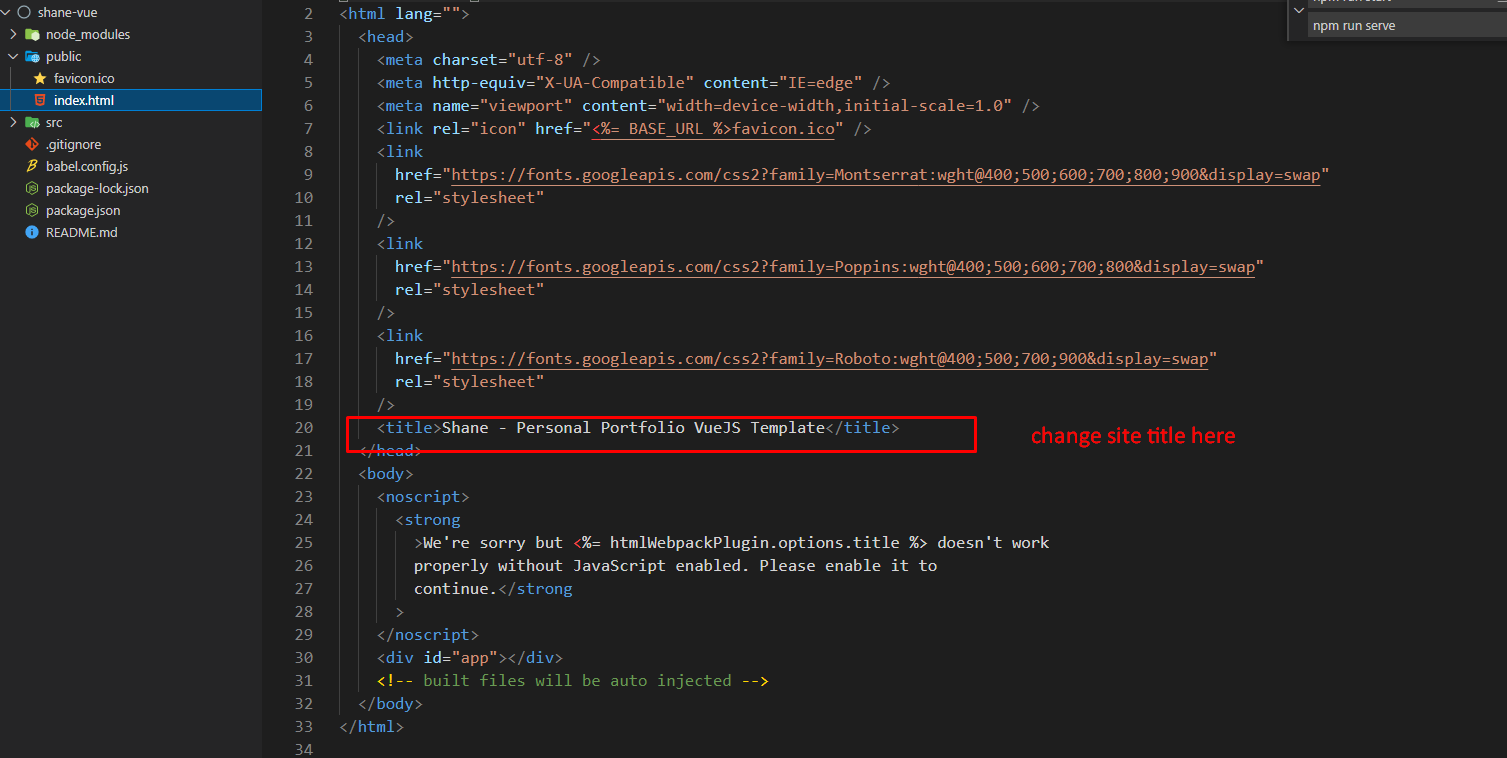 shane-vue
node_modules
public
favicon.ico
index.html
src
.gitignore
babel.config.js
package-lock.json
package.json
README.md
2 <html lang="">
3 <head>
4 <meta charset="utf-8" />
5 <meta http-equiv="X-UA-Compatible" content="IE=edge" />
6 <meta name="viewport" content="width=device-width,initial-scale=1.0" />
7 <link rel="icon" href="<%= BASE_URL %>favicon.ico" />
8 <link
9 href="https://fonts.googleapis.com/css2?family=Montserrat:wght@400;500;600;700;800;900&display=swap"
10 rel="stylesheet"
11 />
12 <link
13 href="https://fonts.googleapis.com/css2?family=Poppins:wght@400;500;600;700;800&display=swap"
14 rel="stylesheet"
15 />
16 <link
17 href="https://fonts.googleapis.com/css2?family=Roboto:wght@400;500;700;900&display=swap"
18 rel="stylesheet"
19 />
20 <title>Shane - Personal Portfolio VueJS Template</title>
21 </head>
22 <body>
23 <noscript>
24 <strong
25 >We're sorry but <%= htmlWebpackPlugin.options.title %> doesn't work
26 properly without JavaScript enabled. Please enable it to
27 continue.</strong
28 >
29 </noscript>
30 <div id="app"></div>
31 <!-- built files will be auto injected -->
32 </body>
33 </html>
34
change site title here
npm run start
npm run serve